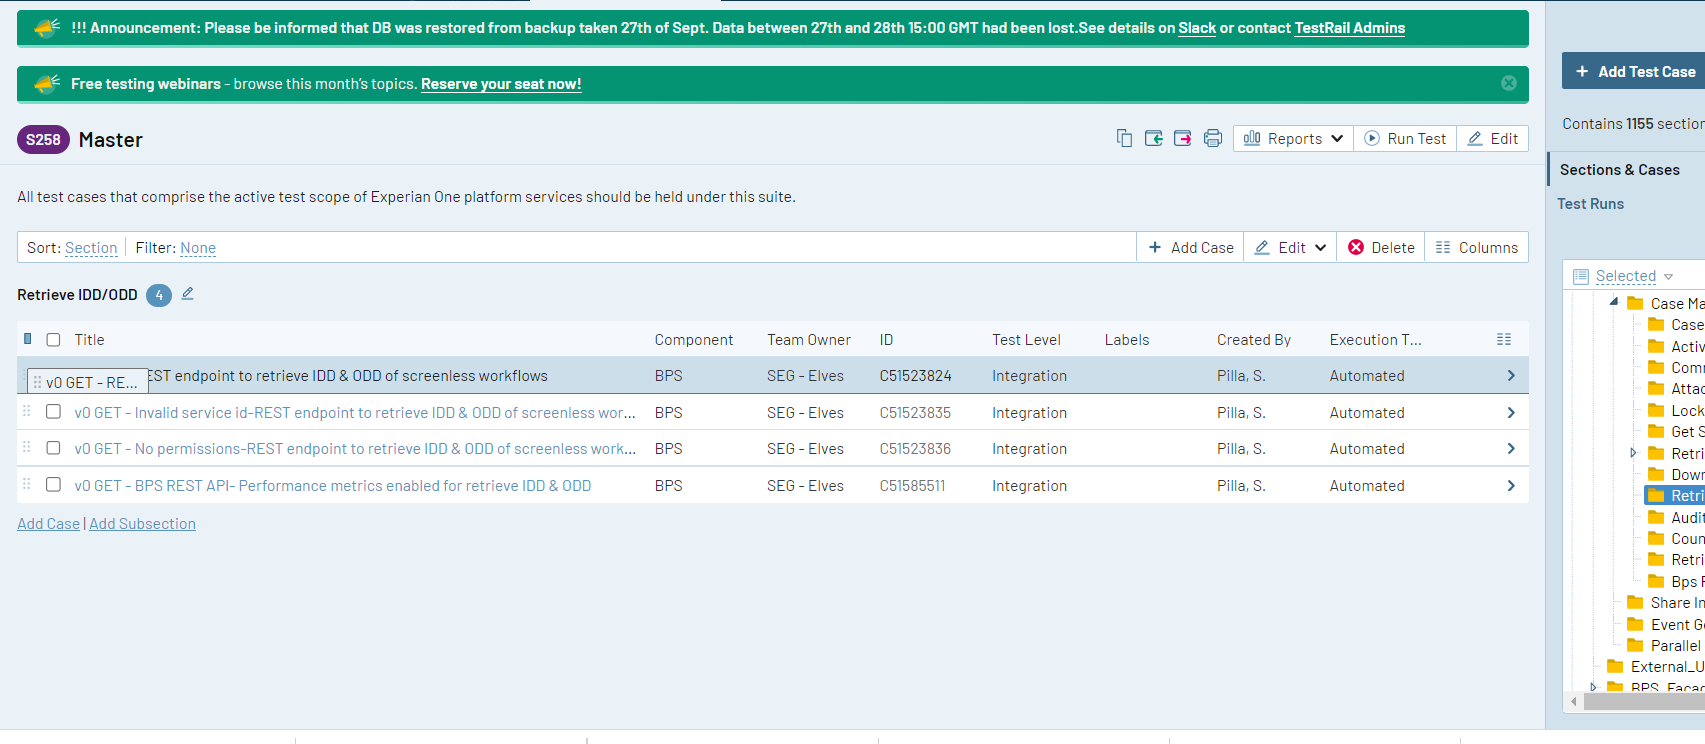 !!! Announcement: Please be informed that DB was restored from backup taken 27th of Sept. Data between 27th and 28th 15:00 GMT had been lost.See details on Slack or contact TestRail Admins
Free testing webinars - browse this month's topics. Reserve your seat now!
S258 Master
Reports Run Test Edit
All test cases that comprise the active test scope of Experian One platform services should be held under this suite.
Sort: Section Filter: None
Add Case Edit Delete Columns
Retrieve IDD/ODD 4
Title Component Team Owner ID Test Level Labels Created By Execution T...
v0 GET - RE... EST endpoint to retrieve IDD & ODD of screenless workflows BPS SEG - Elves C51523824 Integration Pilla, S. Automated
v0 GET - Invalid service id-REST endpoint to retrieve IDD & ODD of screenless wor... BPS SEG - Elves C51523835 Integration Pilla, S. Automated
v0 GET - No permissions-REST endpoint to retrieve IDD & ODD of screenless work... BPS SEG - Elves C51523836 Integration Pilla, S. Automated
v0 GET - BPS REST API- Performance metrics enabled for retrieve IDD & ODD BPS SEG - Elves C51585511 Integration Pilla, S. Automated
Add Case | Add Subsection
+ Add Test Case
Contains 1155 section
Sections & Cases
Test Runs
Selected
Case Ma
Case
Activ
Comm
Attac
Lock
Get S
Retri
Down
Retri
Audit
Coun
Retri
Bps R
Share In
Event Ge
Parallel
External_U
BPS_Facad